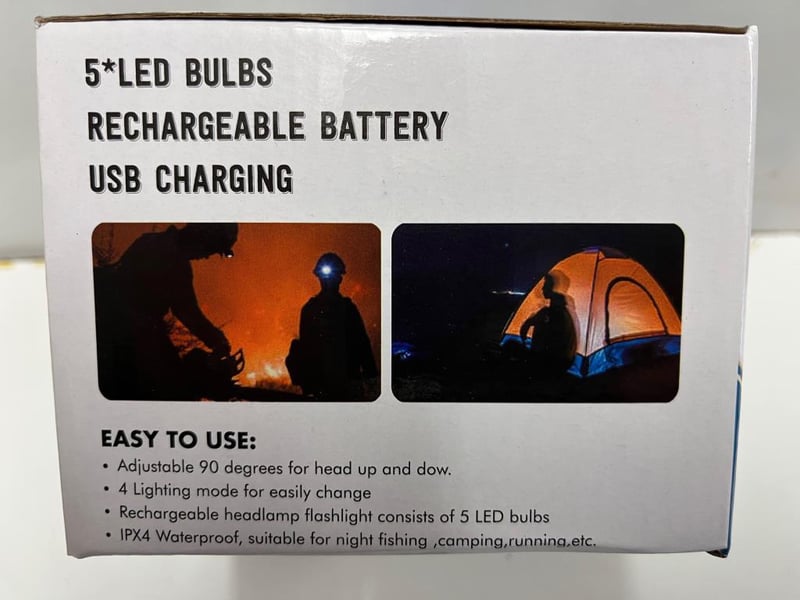 5*LED BULBS
RECHARGEABLE BATTERY
USB CHARGING
EASY TO USE:
• Adjustable 90 degrees for head up and dow.
• 4 Lighting mode for easily change
• Rechargeable headlamp flashlight consists of 5 LED bulbs
• IPX4 Waterproof, suitable for night fishing ,camping,running,etc.